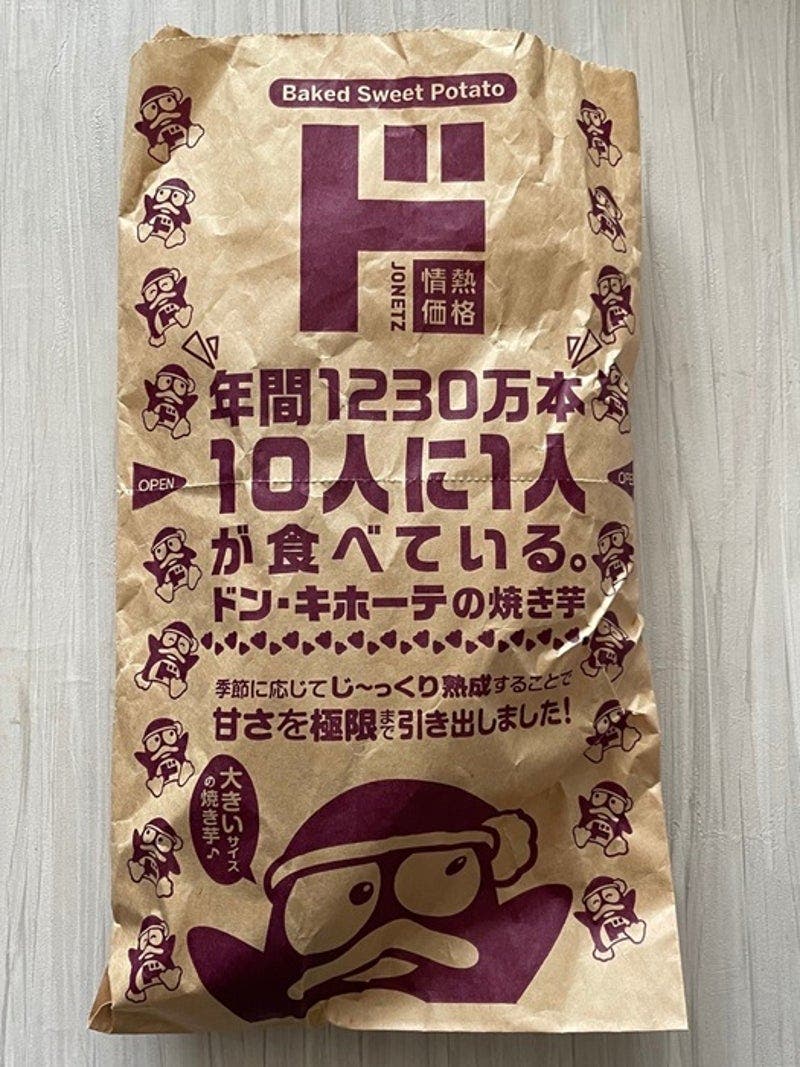 Baked Sweet Potato
ド
JONETZ
情熱
価格
年間1230万本
OPEN
10人に1人
OPE
が食べている。
ドン・キホーテの焼き芋
季節に応じてじ〜っくり熟成することで
甘さを極限まで引き出しました!
大きいサイズ
の焼き芋♪